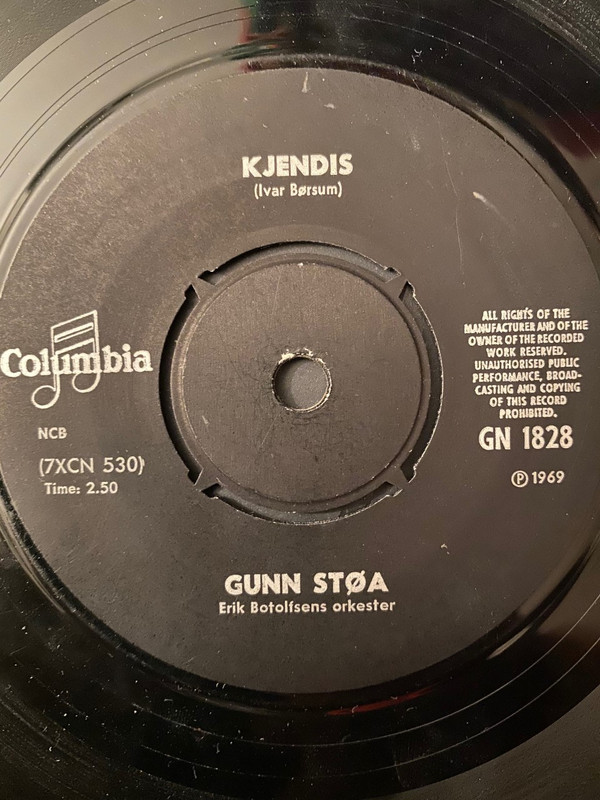 KJENDIS
(Ivar Børsum)
Columbia
NCB
(7XCN 530)
Time: 2.50
ALL RIGHTS OF THE
MANUFACTURER AND OF THE
OWNER OF THE RECORDED
WORK RESERVED.
UNAUTHORISED PUBLIC
PERFORMANCE, BROAD-
CASTING AND COPYING
OF THIS RECORD
PROHIBITED.
GN 1828
℗ 1969
GUNN STØA
Erik Botolfsens orkester